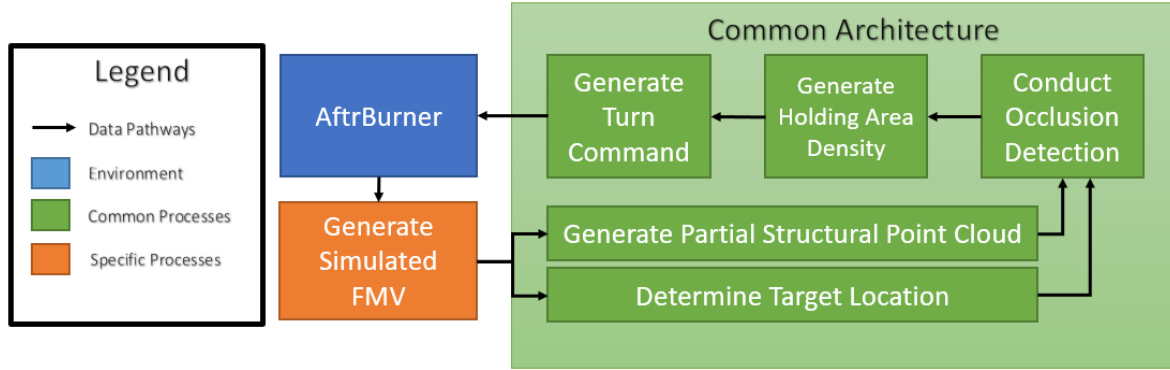 Legend
Data Pathways
Environment
Common Processes
Specific Processes
AftrBurner
Generate
Simulated
FMV
Common Architecture
Generate
Turn
Command
Generate
Holding Area
Density
Conduct
Occlusion
Detection
Generate Partial Structural Point Cloud
Determine Target Location